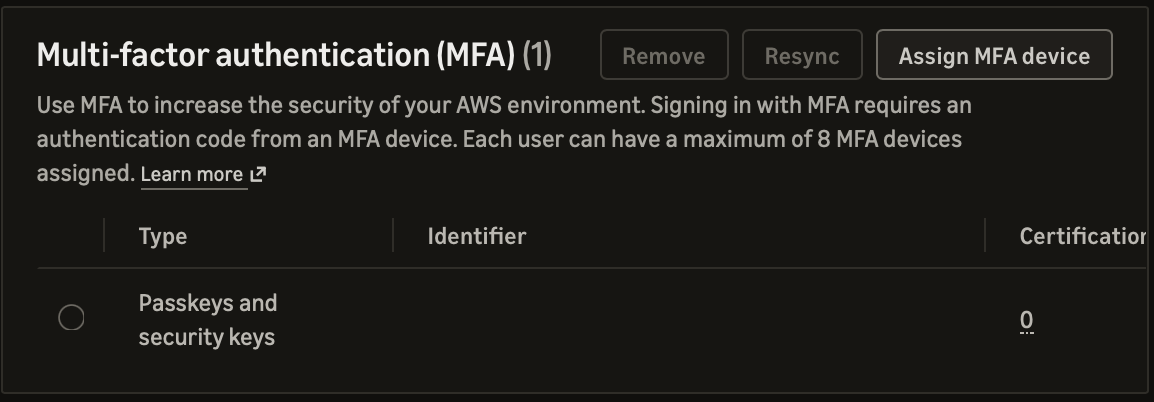 Multi-factor authentication (MFA) (1)
Remove
Resync
Assign MFA device
Use MFA to increase the security of your AWS environment. Signing in with MFA requires an
authentication code from an MFA device. Each user can have a maximum of 8 MFA devices
assigned. Learn more
Type
Identifier
Certification
Passkeys and
security keys
0